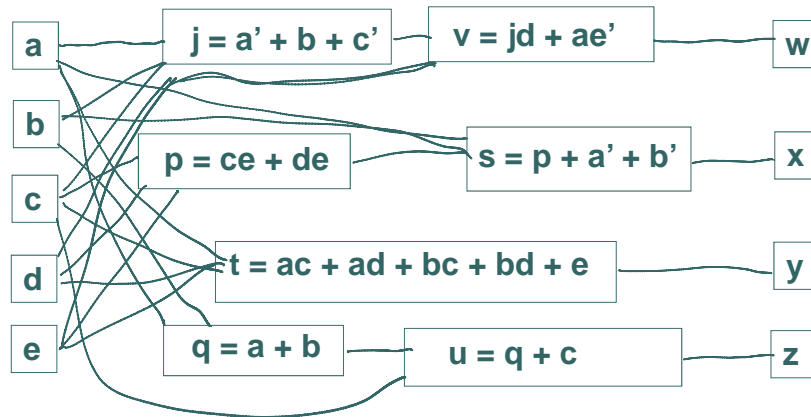 a
j = a’ + b + c’
v = jd + ae’
w
b
p = ce + de
s = p + a’ + b’
x
c
d
t = ac + ad + bc + bd + e
y
e
q = a + b
u = q + c
z